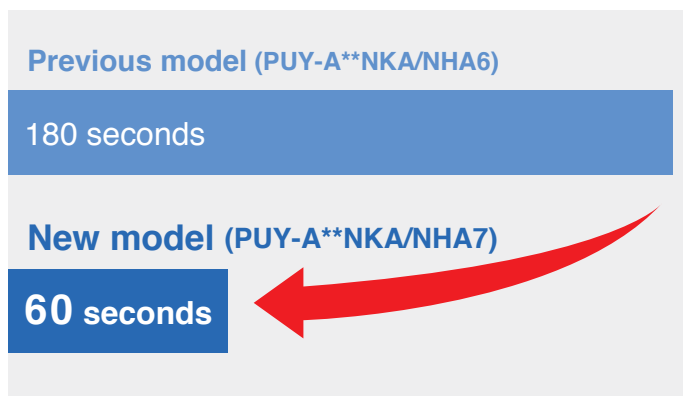 Previous model (PUY-A**NKA/NHA6)
180 seconds
New model (PUY-A**NKA/NHA7)
60 seconds